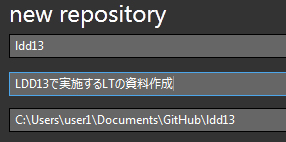 new repository
ldd13
LDD13で実施するLTの資料作成
C:\Users\user1\Documents\GitHub\ldd13